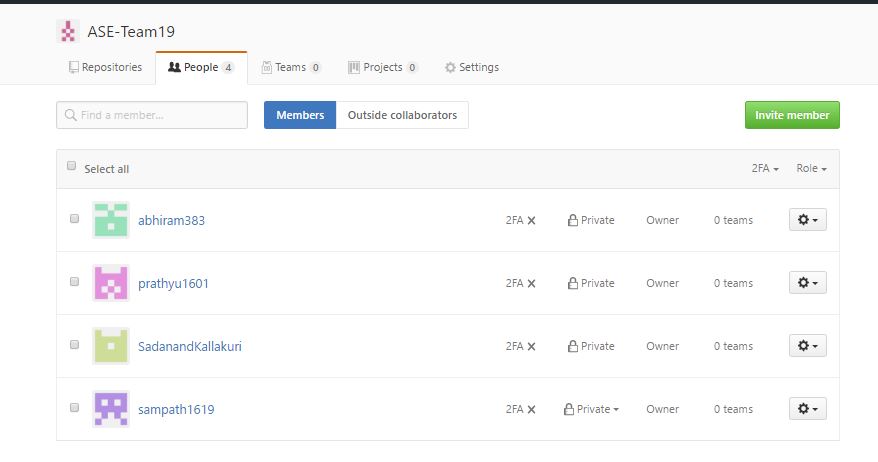 ASE-Team19
Repositories People 4 Teams 0 Projects 0 Settings
Find a member... Members Outside collaborators Invite member
Select all 2FA Role
abhiram383 2FA Private Owner 0 teams
prathyu1601 2FA Private Owner 0 teams
SadanandKallakuri 2FA Private Owner 0 teams
sampath1619 2FA Private Owner 0 teams